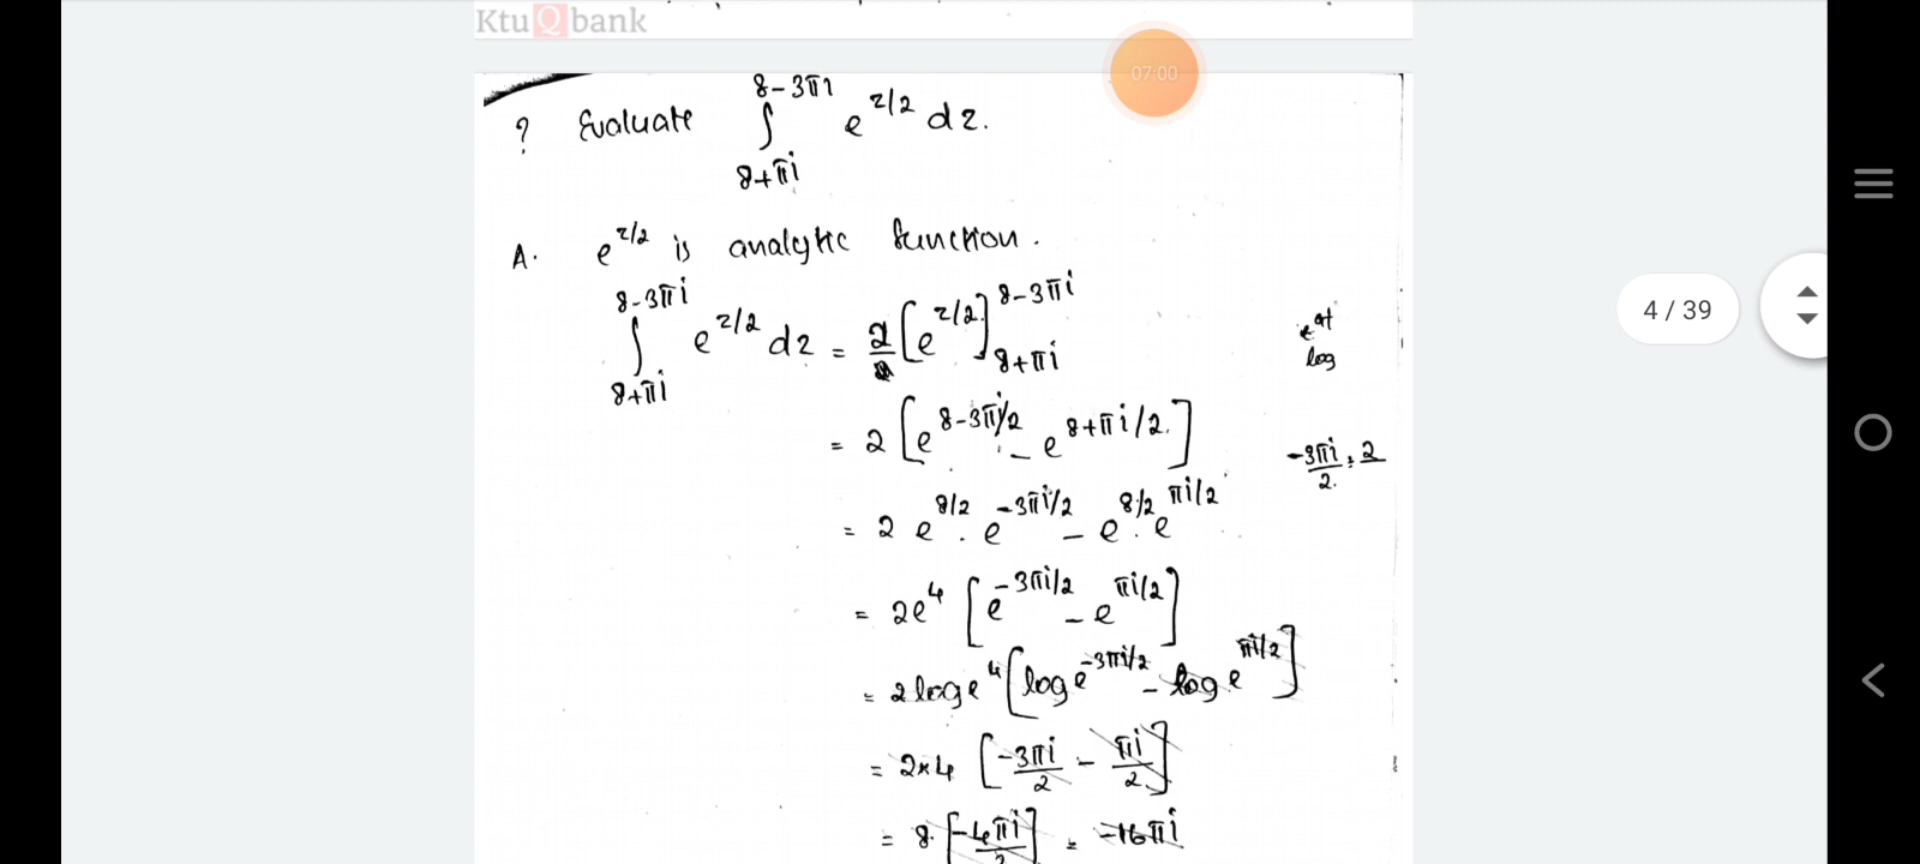 KtuQbank
07:00
? Evaluate ∫_{8+πi}^{8-3πi} e^{z/2} dz.
A. e^{z/2} is analytic function.
∫_{8+πi}^{8-3πi} e^{z/2} dz = 2 [e^{z/2}]_{8+πi}^{8-3πi}
e^{at}
log
4 / 39
= 2 [e^{8-3πi/2} - e^{8+πi/2}]
-3πi/2 ÷ 2
= 2 e^{8/2} . e^{-3πi/2} - e^{8/2} . e^{πi/2}
= 2e^4 [e^{-3πi/2} - e^{πi/2}]
= 2 log e^4 [log e^{-3πi/2} - log e^{πi/2}]
= 2×4 [-3πi/2 - πi/2]
= 8 [-4πi/2] = -16πi